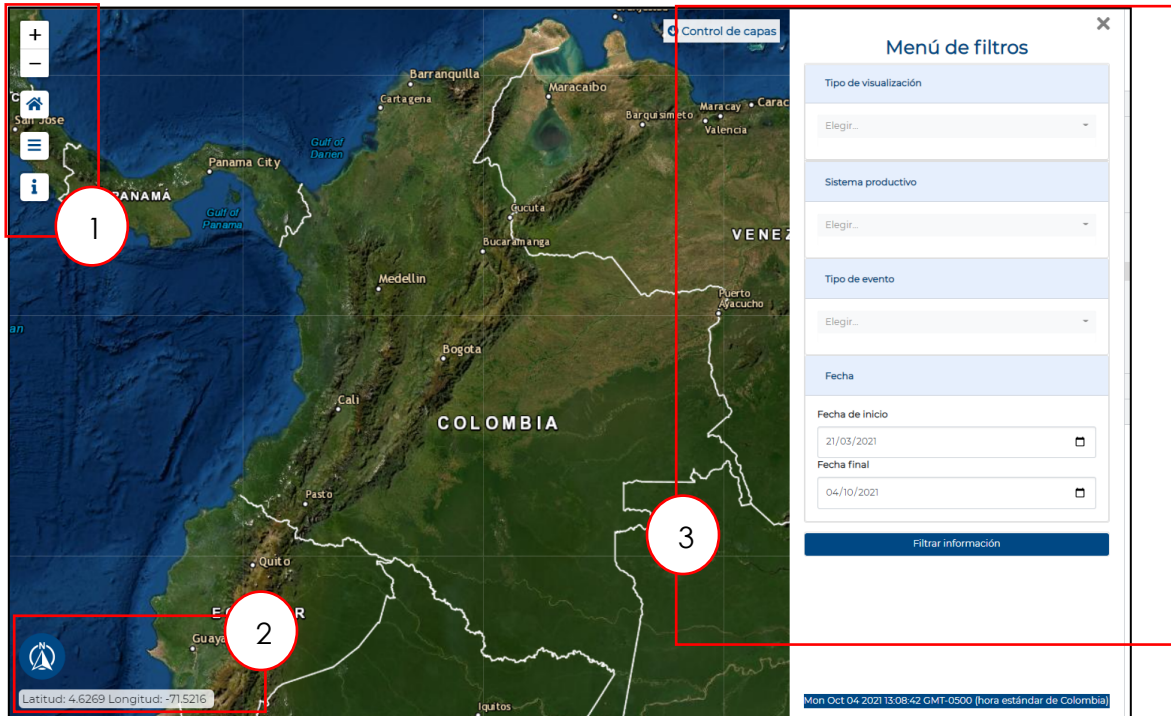 +
−
i
1
Control de capas
Barranquilla
Cartagena
Maracaibo
Maracay
Barquisimeto
Valencia
San Jose
Gulf of
Darien
Panama City
PANAMÁ
Gulf of
Panama
Cucuta
Bucaramanga
Medellin
Puerto
Ayacucho
Bogota
Cali
COLOMBIA
Pasto
Quito
Iquitos
2
N
Latitud: 4.6269 Longitud: -71.5216
3
×
Menú de filtros
Tipo de visualización
Elegir...
Sistema productivo
Elegir...
Tipo de evento
Elegir...
Fecha
Fecha de inicio
21/03/2021
Fecha final
04/10/2021
Filtrar información
Mon Oct 04 2021 13:08:42 GMT-0500 (hora estándar de Colombia)